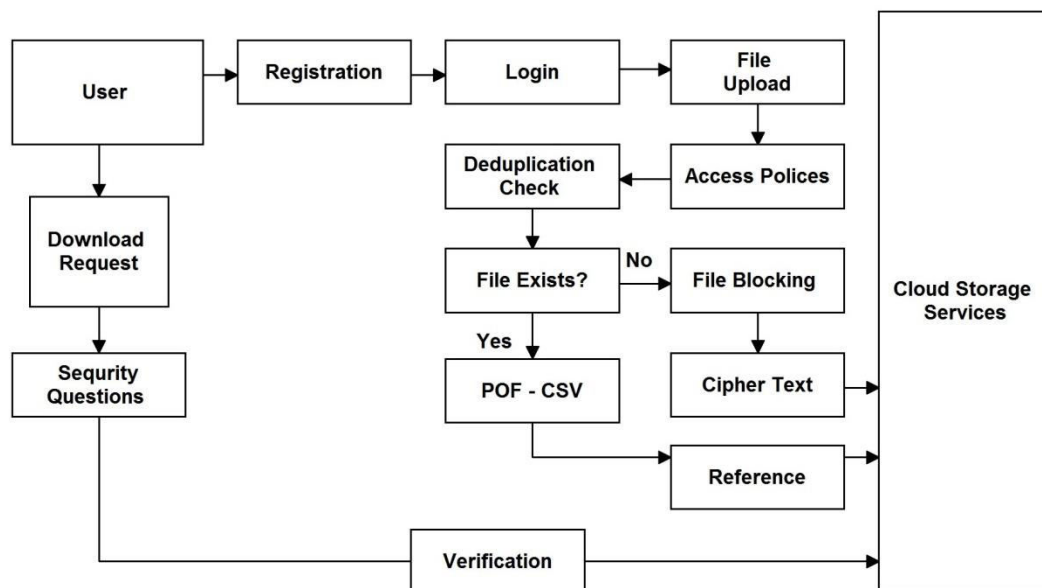 User
Registration
Login
File
Upload
Deduplication
Check
Access Polices
Download
Request
File Exists?
No
File Blocking
Cloud Storage
Services
Yes
Sequrity
Questions
POF - CSV
Cipher Text
Reference
Verification